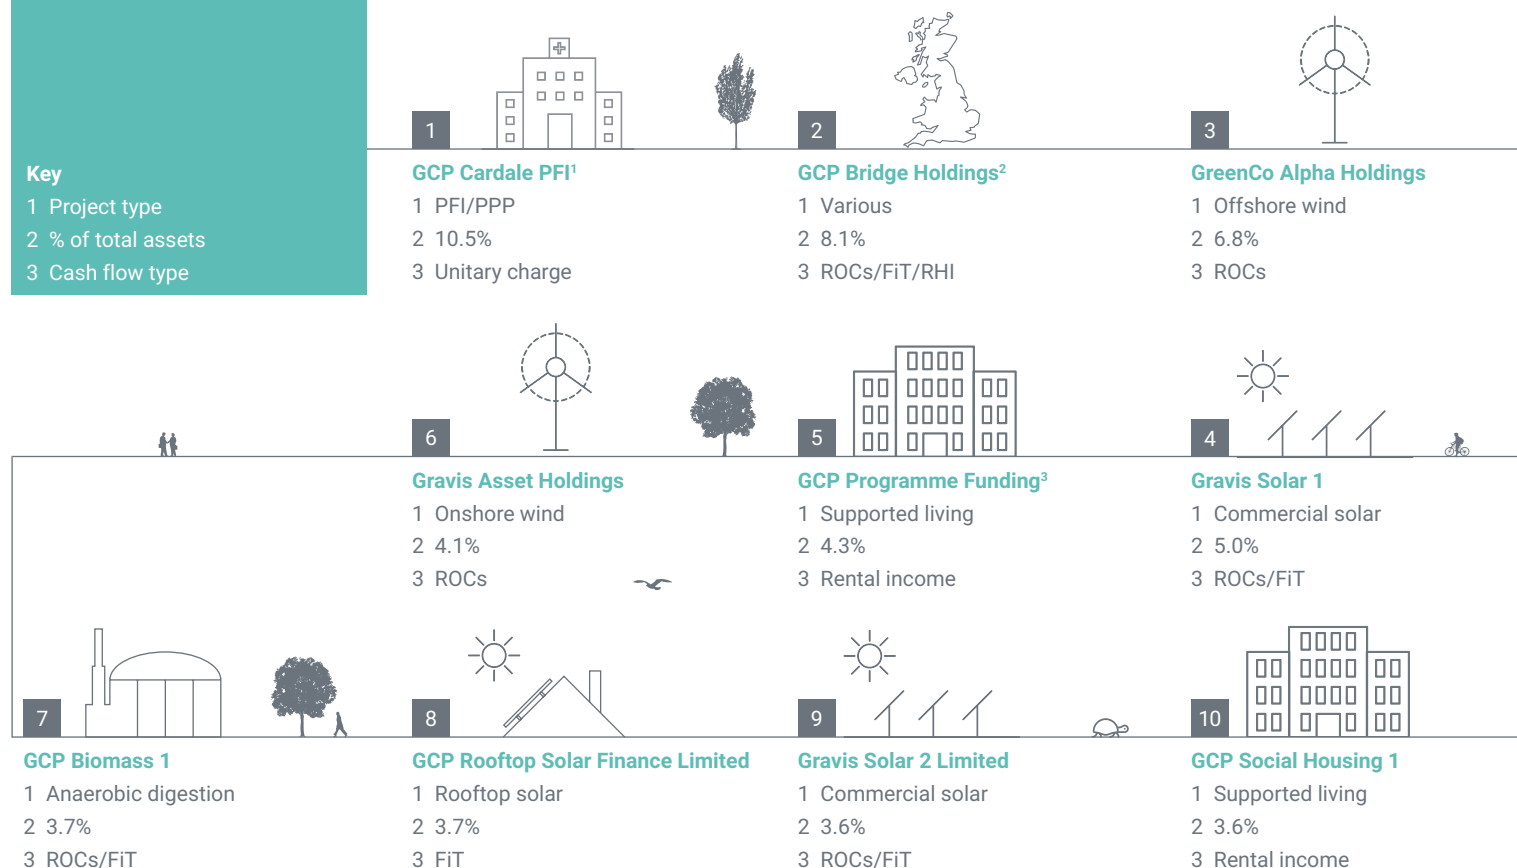 Key
1 Project type
2 % of total assets
3 Cash flow type
1
GCP Cardale PFI¹
1 PFI/PPP
2 10.5%
3 Unitary charge
2
GCP Bridge Holdings²
1 Various
2 8.1%
3 ROCs/FiT/RHI
3
GreenCo Alpha Holdings
1 Offshore wind
2 6.8%
3 ROCs
4
Gravis Solar 1
1 Commercial solar
2 5.0%
3 ROCs/FiT
5
GCP Programme Funding³
1 Supported living
2 4.3%
3 Rental income
6
Gravis Asset Holdings
1 Onshore wind
2 4.1%
3 ROCs
7
GCP Biomass 1
1 Anaerobic digestion
2 3.7%
3 ROCs/FiT
8
GCP Rooftop Solar Finance Limited
1 Rooftop solar
2 3.7%
3 FiT
9
Gravis Solar 2 Limited
1 Commercial solar
2 3.6%
3 ROCs/FiT
10
GCP Social Housing 1
1 Supported living
2 3.6%
3 Rental income